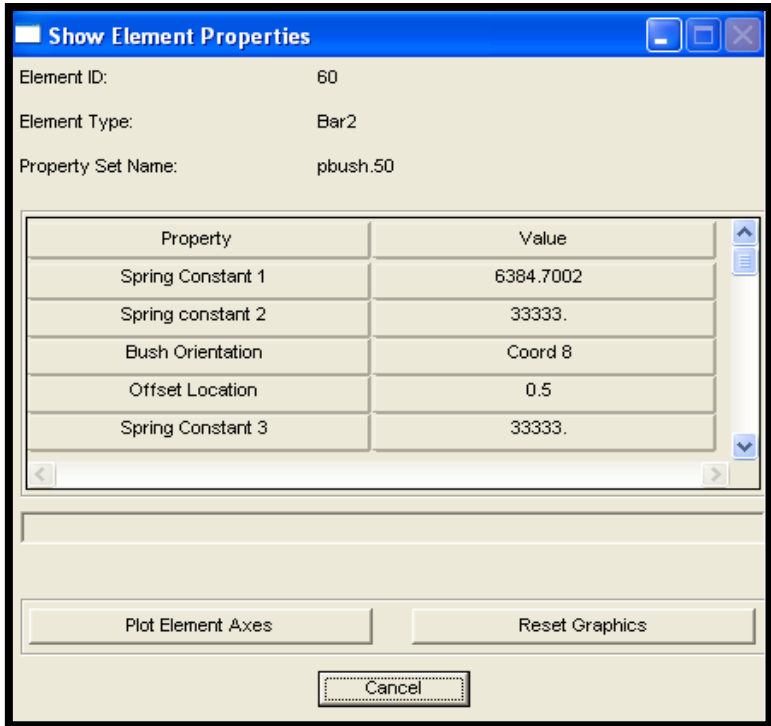 Show Element Properties
Element ID: 60
Element Type: Bar2
Property Set Name: pbush.50
Property Value
Spring Constant 1 6384.7002
Spring constant 2 33333.
Bush Orientation Coord 8
Offset Location 0.5
Spring Constant 3 33333.
Plot Element Axes Reset Graphics
Cancel